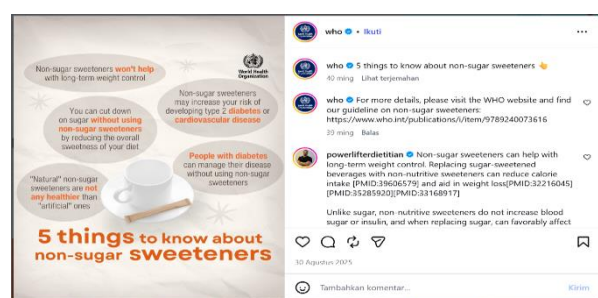 Non-sugar sweeteners won't help
with long-term weight control
World Health
Organization
Non-sugar sweeteners
may increase your risk of
developing type 2 diabetes or
cardiovascular disease
You can cut down
on sugar without using
non-sugar sweeteners
by reducing the overall
sweetness of your diet
People with diabetes
can manage their disease
without using non-sugar
sweeteners
"Natural" non-sugar
sweeteners are not
any healthier than
"artificial" ones
5 things to know about
non-sugar sweeteners
who • Ikuti
who 5 things to know about non-sugar sweeteners 👇
40 ming Lihat terjemahan
who For more details, please visit the WHO website and find
our guideline on non-sugar sweeteners:
https://www.who.int/publications/i/item/9789240073616
39 ming Balas
powerlifterdietitian Non-sugar sweeteners can help with
long-term weight control. Replacing sugar-sweetened
beverages with non-nutritive sweeteners can reduce calorie
intake [PMID:39606579] and aid in weight loss[PMID:32216045]
[PMID:35285920][PMID:33168917]
Unlike sugar, non-nutritive sweeteners do not increase blood
sugar or insulin, and when replacing sugar, can favorably affect
30 Agustus 2025
Tambahkan komentar...
Kirim